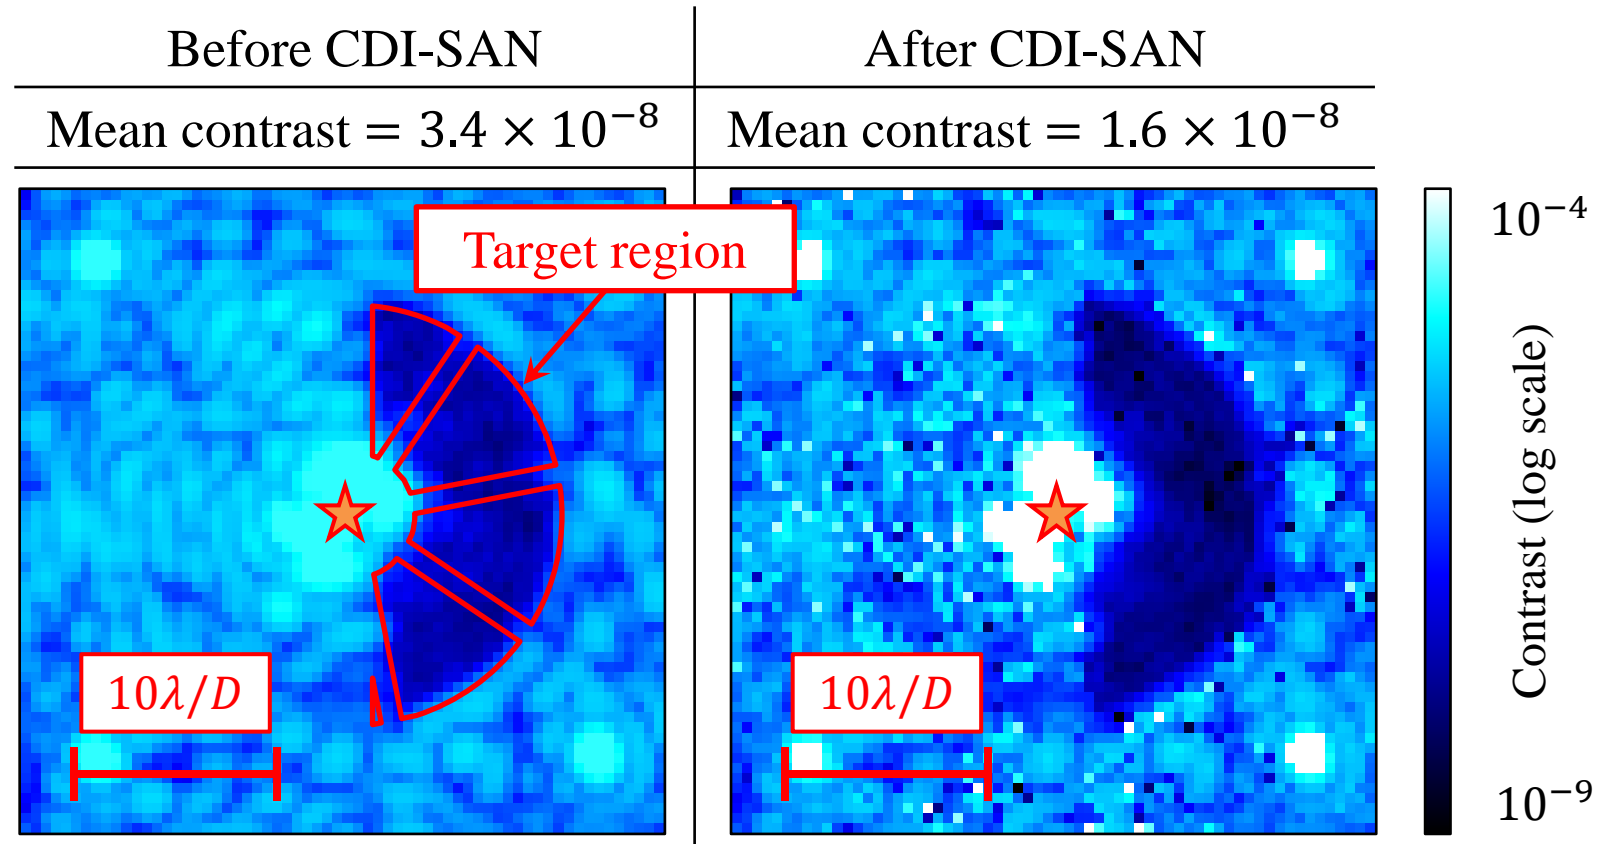 Before CDI-SAN
After CDI-SAN
Mean contrast = 3.4 × 10⁻⁸
Mean contrast = 1.6 × 10⁻⁸
Target region
10λ/D
10λ/D
10⁻⁴
Contrast (log scale)
10⁻⁹